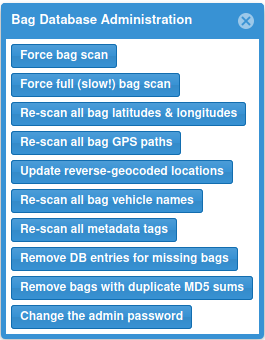 Bag Database Administration
Force bag scan
Force full (slow!) bag scan
Re-scan all bag latitudes & longitudes
Re-scan all bag GPS paths
Update reverse-geocoded locations
Re-scan all bag vehicle names
Re-scan all metadata tags
Remove DB entries for missing bags
Remove bags with duplicate MD5 sums
Change the admin password